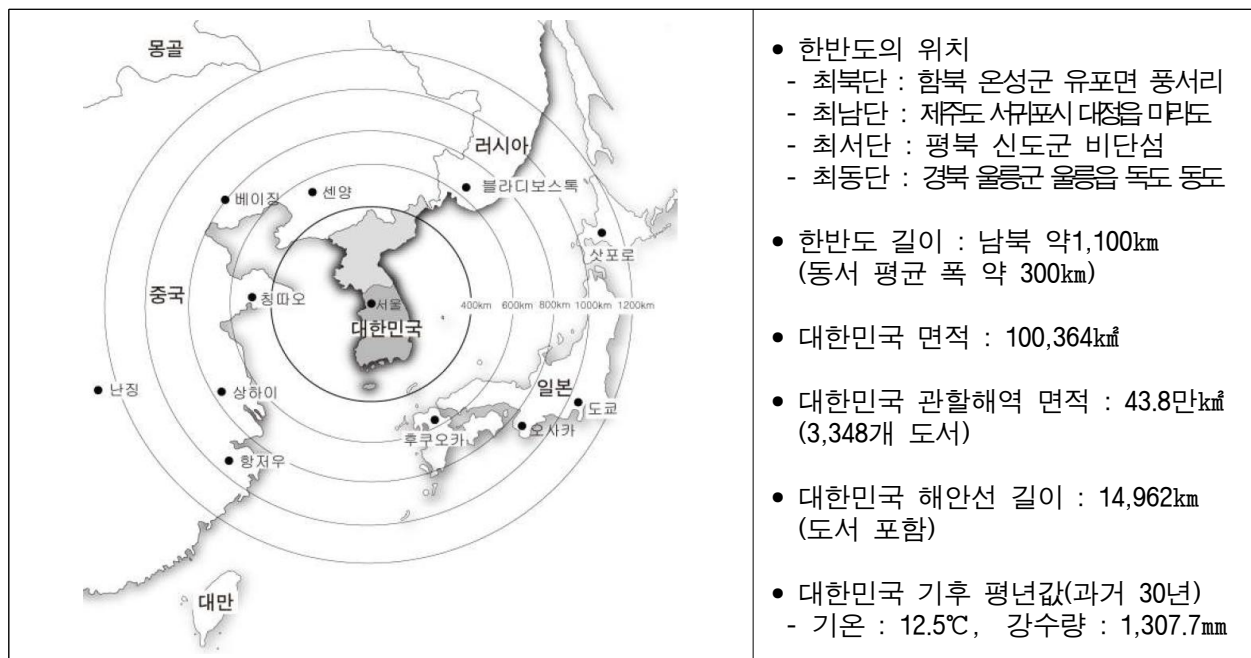 몽골
러시아
블라디보스톡
센양
베이징
삿포로
중국
칭따오
서울
400km 600km 800km 1000km 1200km
대한민국
난징
상하이
일본
도쿄
후쿠오카
오사카
항저우
대만
• 한반도의 위치
- 최북단 : 함북 온성군 유포면 풍서리
- 최남단 : 제주도 서귀포시 대정읍 마라도
- 최서단 : 평북 신도군 비단섬
- 최동단 : 경북 울릉군 울릉읍 독도 동도
• 한반도 길이 : 남북 약1,100㎞
(동서 평균 폭 약 300㎞)
• 대한민국 면적 : 100,364㎢
• 대한민국 관할해역 면적 : 43.8만㎢
(3,348개 도서)
• 대한민국 해안선 길이 : 14,962㎞
(도서 포함)
• 대한민국 기후 평년값(과거 30년)
- 기온 : 12.5℃, 강수량 : 1,307.7㎜